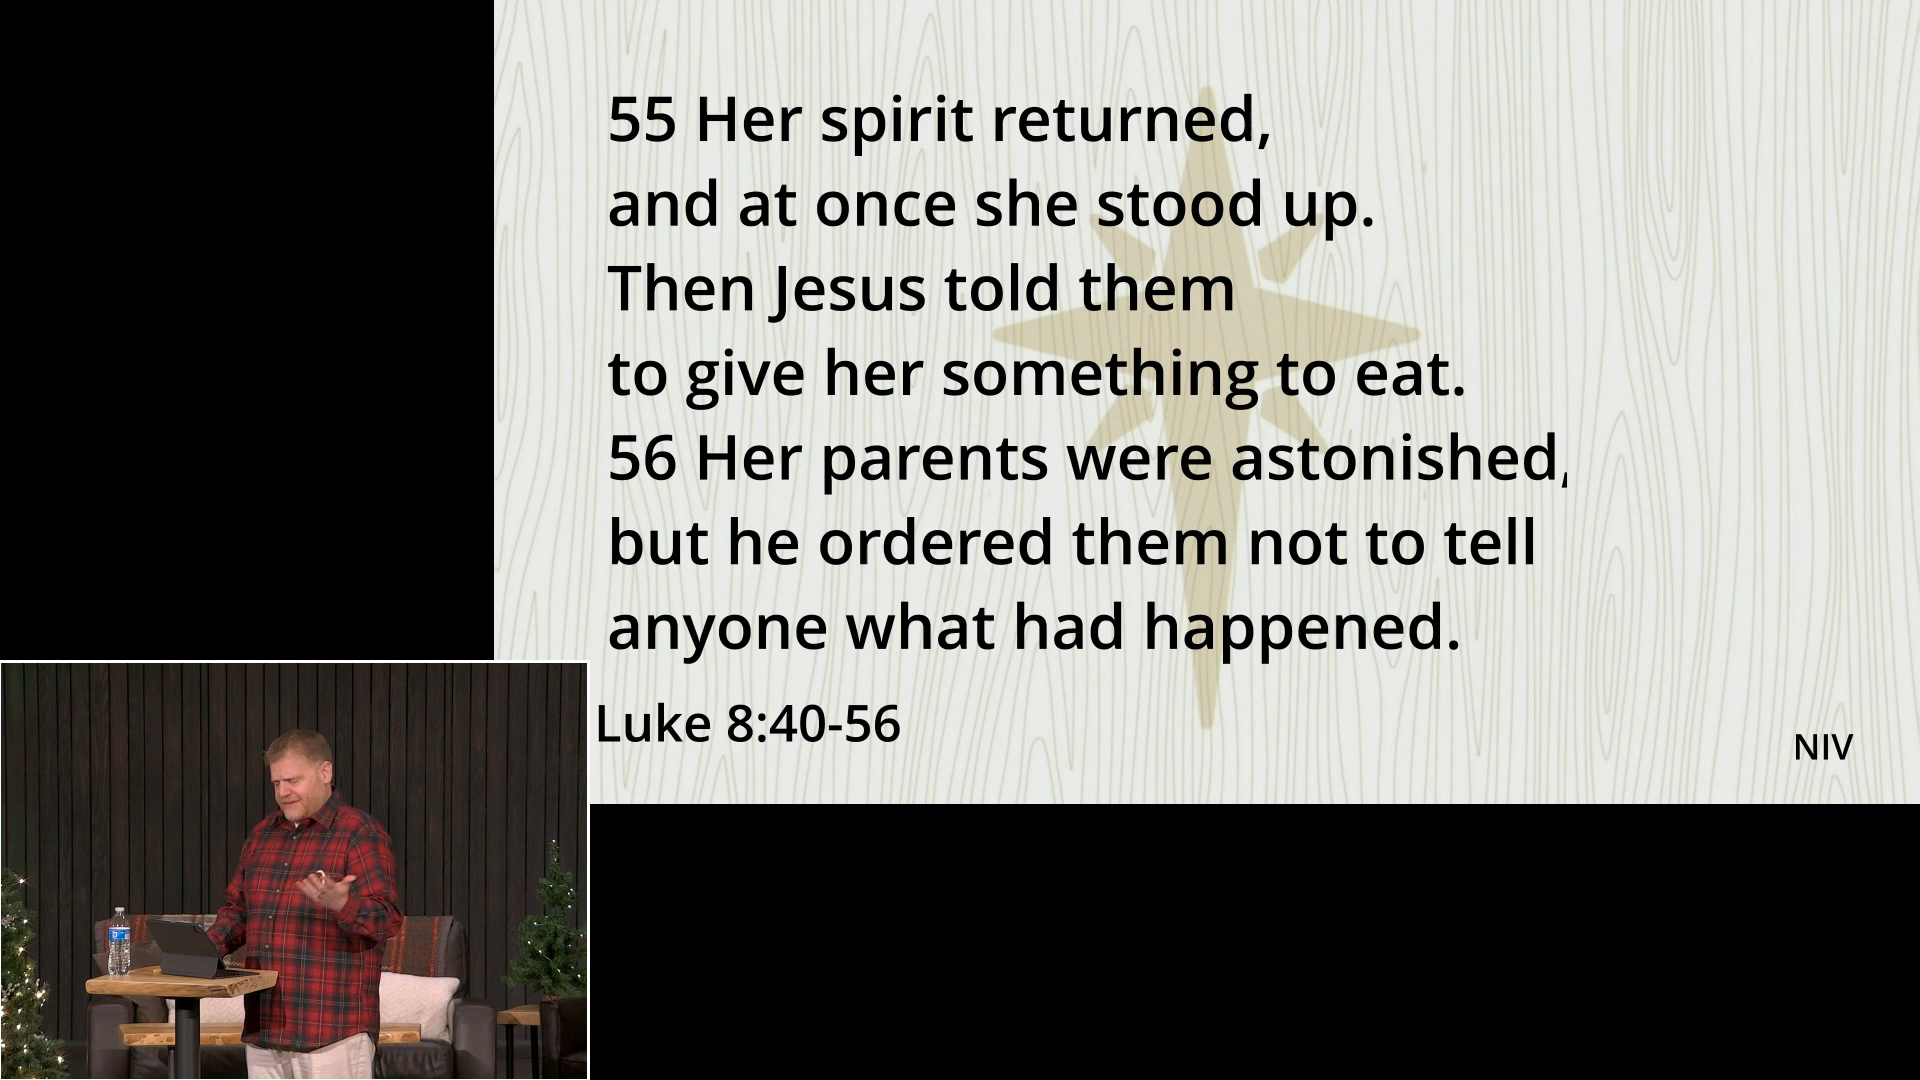 55 Her spirit returned,
and at once she stood up.
Then Jesus told them
to give her something to eat.
56 Her parents were astonished,
but he ordered them not to tell
anyone what had happened.
Luke 8:40-56
NIV